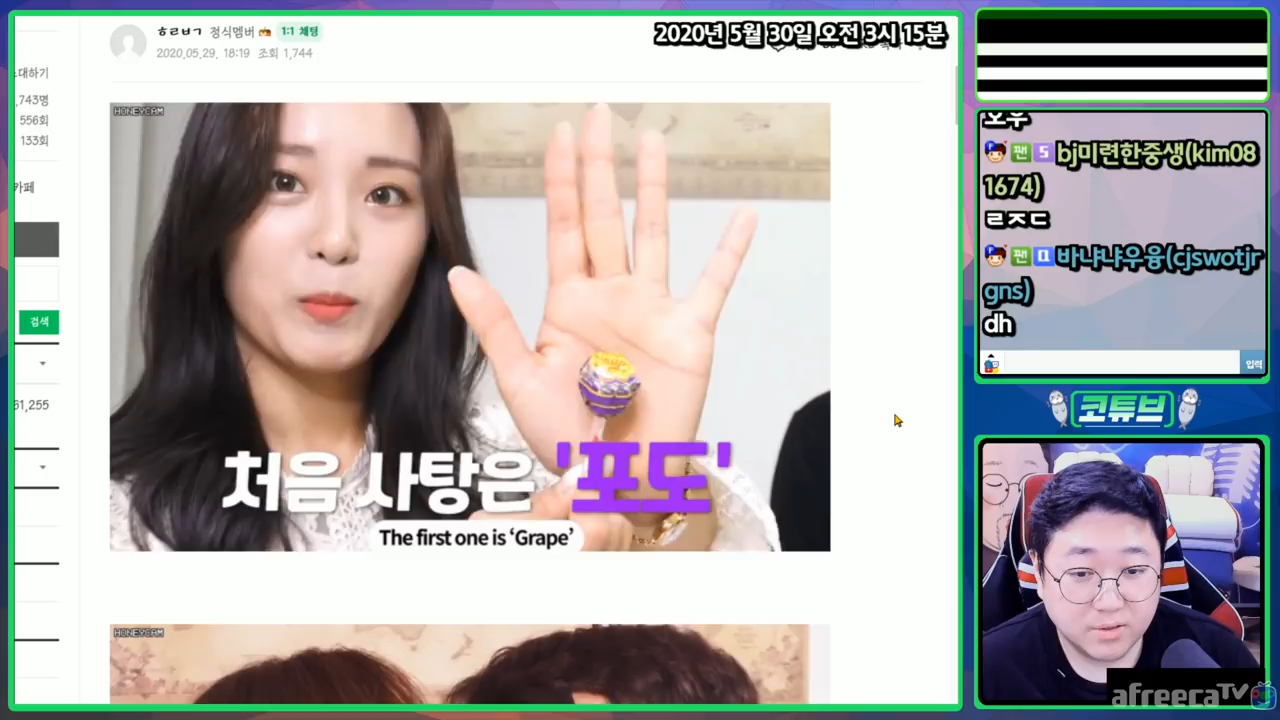 ㅎㄹㅂㄱ 정식멤버 1:1 채팅
2020.05.29. 18:19 조회 1,744
2020년 5월 30일 오전 3시 15분
대하기
,743명
556회
133회
카페
검색
61,255
HONEYCAM
처음 사탕은 '포도'
The first one is ‘Grape’
HONEYCAM
오우
팬 S bj미련한중생(kim08
1674)
ㄹㅈㄷ
팬 바냐냐우융(cjswotjr
gns)
dh
입력
코튜브
afreecaTV